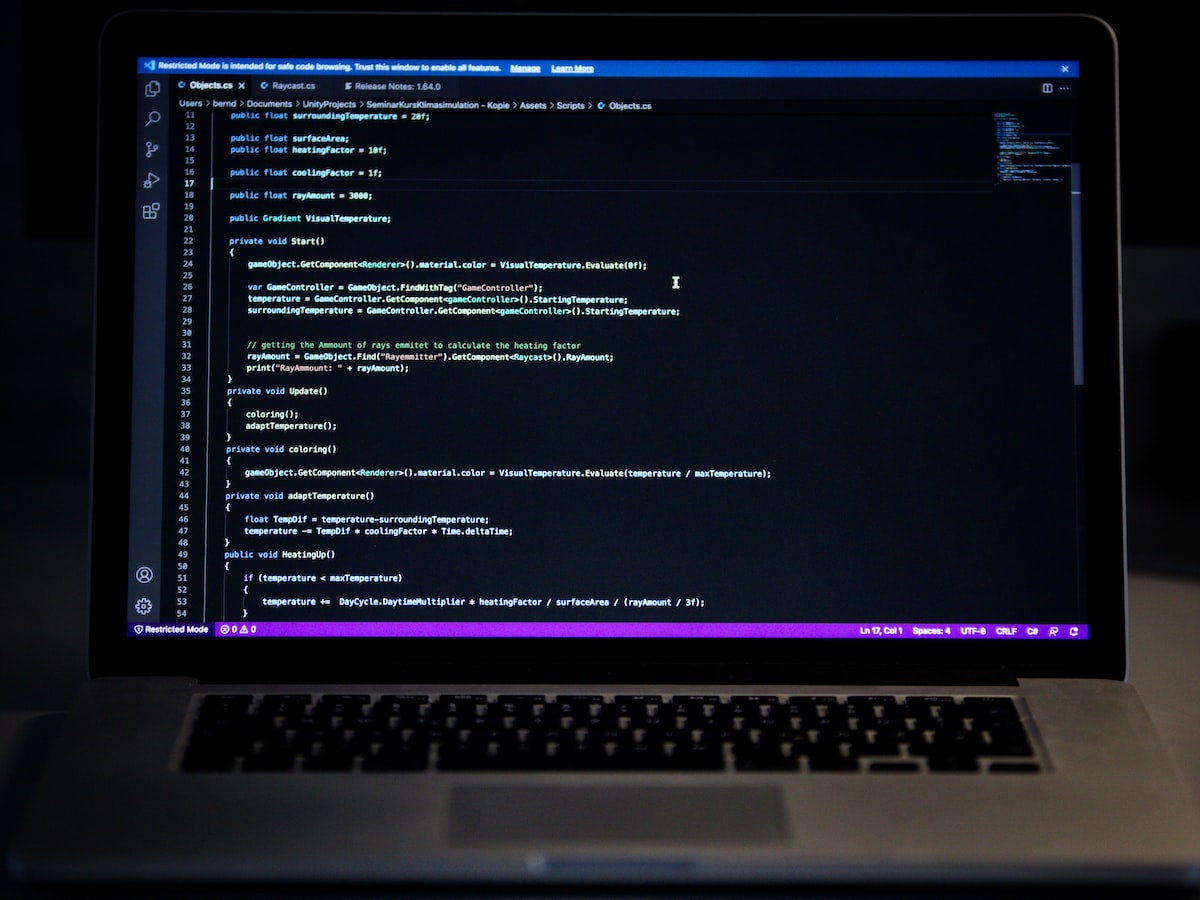 Restricted Mode is intended for safe code browsing. Trust this window to enable all features. Manage Learn More
Objects.cs Raycast.cs Release Notes: 1.64.0
Users > bernd > Documents > UnityProjects > SeminarKursKlimasimulation - Kopie > Assets > Scripts > Objects.cs
11 public float surroundingTemperature = 20f;
12
13 public float surfaceArea;
14 public float heatingFactor = 10f;
15
16 public float coolingFactor = 1f;
17
18 public float rayAmount = 3000;
19
20 public Gradient VisualTemperature;
21
22 private void Start()
23 {
24 gameObject.GetComponent<Renderer>().material.color = VisualTemperature.Evaluate(0f);
25
26 var GameController = GameObject.FindWithTag("GameController");
27 temperature = GameController.GetComponent<gameController>().StartingTemperature;
28 surroundingTemperature = GameController.GetComponent<gameController>().StartingTemperature;
29
30
31 // getting the Ammount of rays emmitet to calculate the heating factor
32 rayAmount = GameObject.Find("Rayemmitter").GetComponent<Raycast>().RayAmount;
33 print("RayAmmount: " + rayAmount);
34 }
35 private void Update()
36 {
37 coloring();
38 adaptTemperature();
39 }
40 private void coloring()
41 {
42 gameObject.GetComponent<Renderer>().material.color = VisualTemperature.Evaluate(temperature / maxTemperature);
43 }
44 private void adaptTemperature()
45 {
46 float TempDif = temperature-surroundingTemperature;
47 temperature -= TempDif * coolingFactor * Time.deltaTime;
48 }
49 public void HeatingUp()
50 {
51 if (temperature < maxTemperature)
52 {
53 temperature += DayCycle.DaytimeMultiplier * heatingFactor / surfaceArea / (rayAmount / 3f);
54 }
Restricted Mode 0 0 Ln 17, Col 1 Spaces: 4 UTF-8 CRLF C#